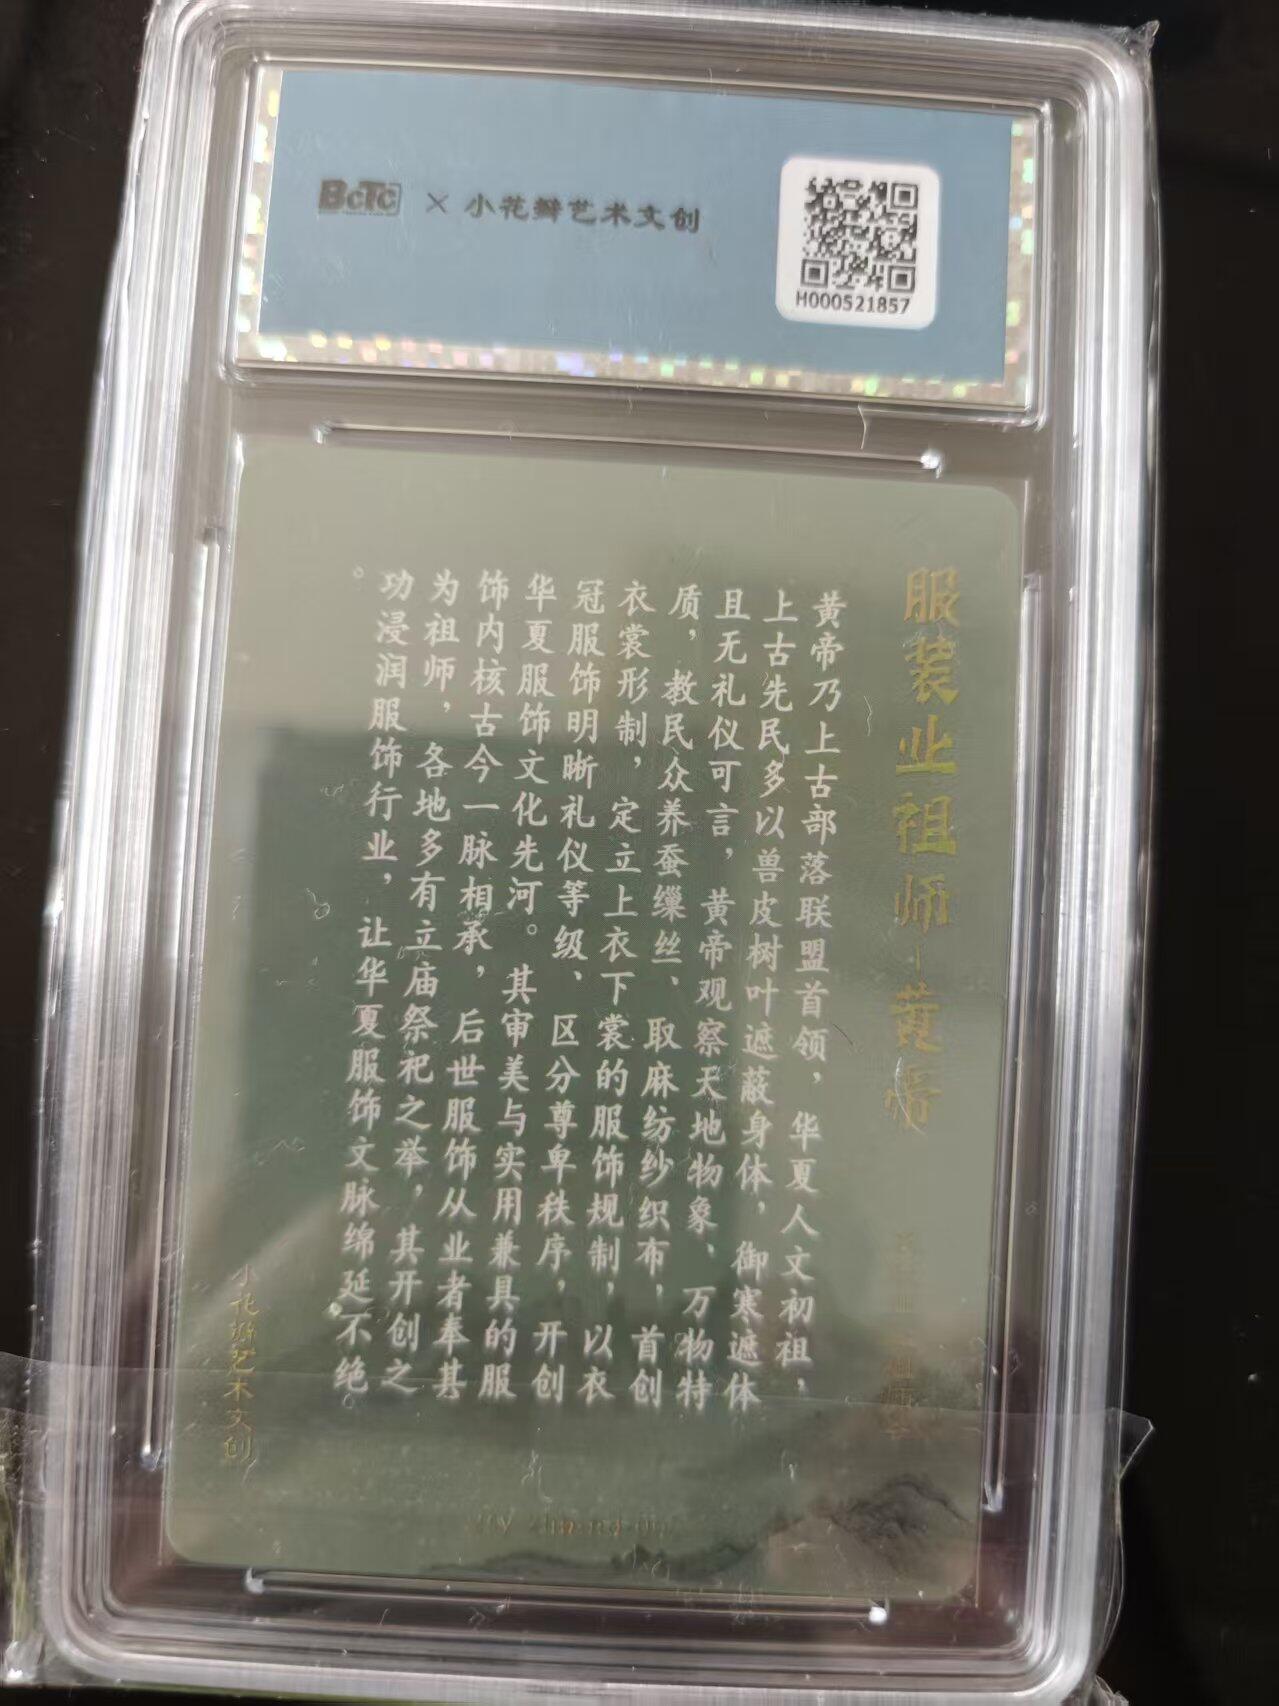 BCTC × 小花瓣艺术文创
H000521857
服装业祖师－黄帝
黄帝乃上古部落联盟首领，华夏人文初祖，
上古先民多以兽皮树叶遮蔽身体，御寒遮体
且无礼仪可言，黄帝观察天地物象、万物特
质，教民众养蚕缫丝、取麻纺纱织布，首创
衣裳形制，定立上衣下裳的服饰规制，以衣
冠服饰明晰礼仪等级、区分尊卑秩序，开创
华夏服饰文化先河。其审美与实用兼具的服
饰内核古今一脉相承，后世服饰从业者奉其
为祖师，各地多有立庙祭祀之举，其开创之
功浸润服饰行业，让华夏服饰文脉绵延不绝。
。
小花瓣艺术文创